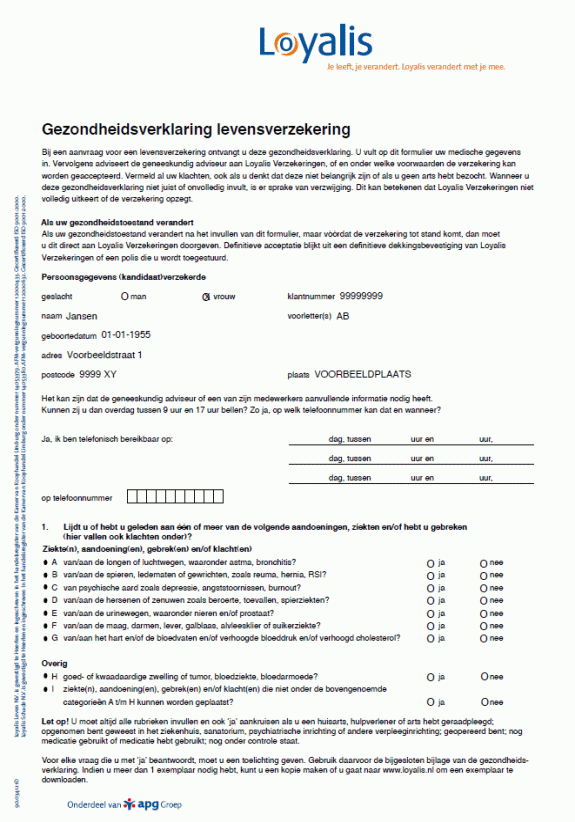 Loyalis
Je leeft, je verandert. Loyalis verandert met je mee.
Gezondheidsverklaring levensverzekering
Bij een aanvraag voor een levensverzekering ontvangt u deze gezondheidsverklaring. U vult op dit formulier uw medische gegevens
in. Vervolgens adviseert de geneeskundig adviseur aan Loyalis Verzekeringen, of en onder welke voorwaarden de verzekering kan
worden geaccepteerd. Vermeld al uw klachten, ook als u denkt dat deze niet belangrijk zijn of als u geen arts hebt bezocht. Wanneer u
deze gezondheidsverklaring niet juist of onvolledig invult, is er sprake van verzwijging. Dit kan betekenen dat Loyalis Verzekeringen niet
volledig uitkeert of de verzekering opzegt.
Als uw gezondheidstoestand verandert
Als uw gezondheidstoestand verandert na het invullen van dit formulier, maar vóórdat de verzekering tot stand komt, dan moet
u dit direct aan Loyalis Verzekeringen doorgeven. Definitieve acceptatie blijkt uit een definitieve dekkingsbevestiging van Loyalis
Verzekeringen of een polis die u wordt toegestuurd.
Persoonsgegevens (kandidaat)verzekerde
geslacht man vrouw klantnummer 99999999
naam Jansen voorletter(s) AB
geboortedatum 01-01-1955
adres Voorbeeldstraat 1
postcode 9999 XY plaats VOORBEELDPLAATS
Het kan zijn dat de geneeskundig adviseur of een van zijn medewerkers aanvullende informatie nodig heeft.
Kunnen zij u dan overdag tussen 9 uur en 17 uur bellen? Zo ja, op welk telefoonnummer kan dat en wanneer?
Ja, ik ben telefonisch bereikbaar op: dag, tussen uur en uur,
dag, tussen uur en uur,
dag, tussen uur en uur,
op telefoonnummer
1. Lijdt u of hebt u geleden aan één of meer van de volgende aandoeningen, ziekten en/of hebt u gebreken
(hier vallen ook klachten onder)?
Ziekte(n), aandoening(en), gebrek(en) en/of klacht(en)
• A van/aan de longen of luchtwegen, waaronder astma, bronchitis? ja nee
• B van/aan de spieren, ledematen of gewrichten, zoals reuma, hernia, RSI? ja nee
• C van psychische aard zoals depressie, angststoornissen, burnout? ja nee
• D van/aan de hersenen of zenuwen zoals beroerte, toevallen, spierziekten? ja nee
• E van/aan de urinewegen, waaronder nieren en/of prostaat? ja nee
• F van/aan de maag, darmen, lever, galblaas, alvleesklier of suikerziekte? ja nee
• G van/aan het hart en/of de bloedvaten en/of verhoogde bloeddruk en/of verhoogd cholesterol? ja nee
Overig
• H goed- of kwaadaardige zwelling of tumor, bloedziekte, bloedarmoede? ja nee
• I ziekte(n), aandoening(en), gebrek(en) en/of klacht(en) die niet onder de bovengenoemde
categorieën A t/m H kunnen worden geplaatst? ja nee
Let op! U moet altijd alle rubrieken invullen en ook 'ja' aankruisen als u een huisarts, hulpverlener of arts hebt geraadpleegd;
opgenomen bent geweest in het ziekenhuis, sanatorium, psychiatrische inrichting of andere verpleeginrichting; geopereerd bent; nog
medicatie gebruikt of medicatie hebt gebruikt; nog onder controle staat.
Voor elke vraag die u met 'ja' beantwoordt, moet u een toelichting geven. Gebruik daarvoor de bijgesloten bijlage van de gezondheids-
verklaring. Indien u meer dan 1 exemplaar nodig hebt, kunt u een kopie maken of u gaat naar www.loyalis.nl om een exemplaar te
downloaden.
Onderdeel van apg Groep